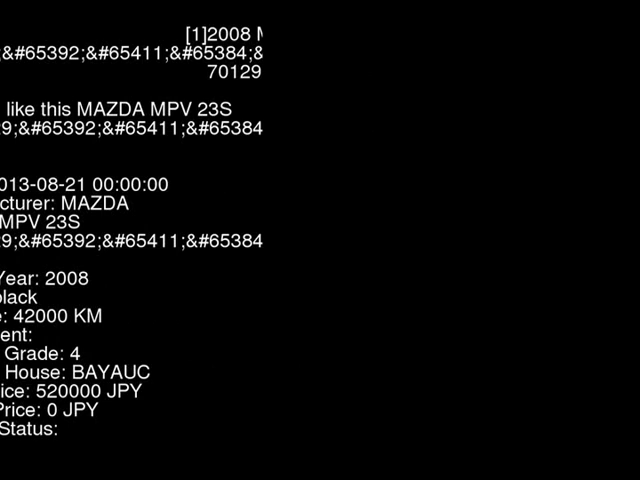 [1]2008 M
;&#65392;&#65411;&#65384;&
70129
like this MAZDA MPV 23S
9;&#65392;&#65411;&#65384
013-08-21 00:00:00
cturer: MAZDA
MPV 23S
9;&#65392;&#65411;&#65384
Year: 2008
black
e: 42000 KM
ent:
Grade: 4
House: BAYAUC
ice: 520000 JPY
Price: 0 JPY
Status: